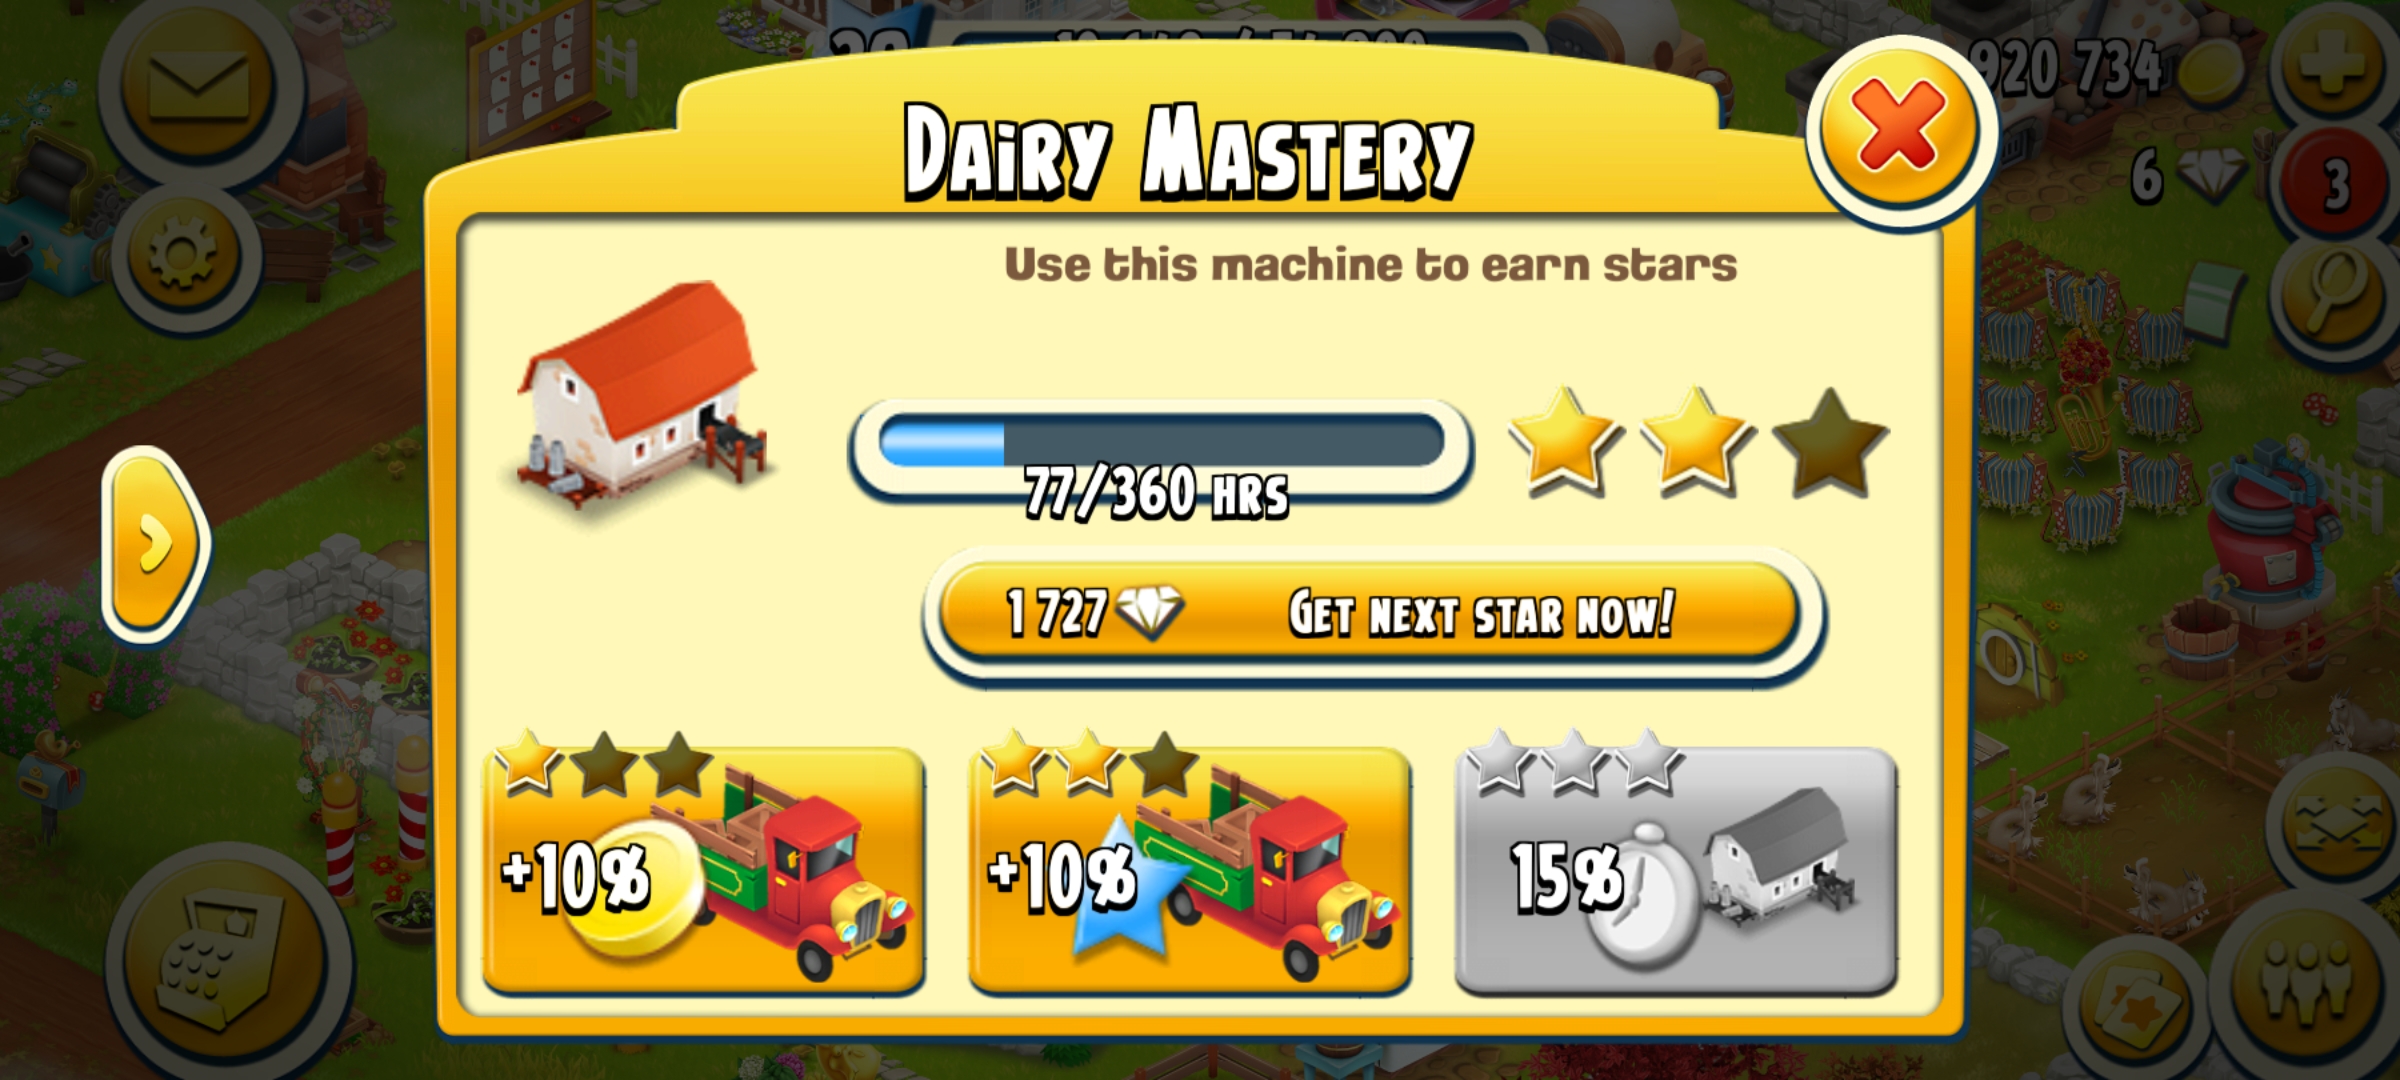 920 734
DAiRY MASTERY
6
3
Use this machine to earn stars
77/360 HRS
1 727 GET NEXT STAR NOW!
+10%
+10%
15%